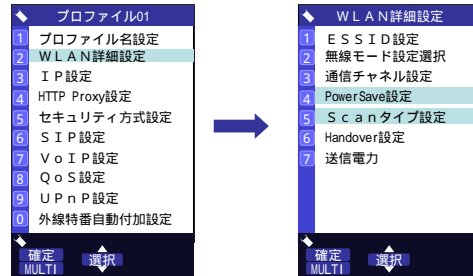 プロファイル01
1 プロファイル名設定
2 ＷＬＡＮ詳細設定
3 ＩＰ設定
4 HTTP Proxy設定
5 セキュリティ方式設定
6 ＳＩＰ設定
7 ＶｏＩＰ設定
8 ＱｏＳ設定
9 ＵＰｎＰ設定
0 外線特番自動付加設定
確定
MULTI
選択
ＷＬＡＮ詳細設定
1 ＥＳＳＩＤ設定
2 無線モード設定選択
3 通信チャネル設定
4 PowerSave設定
5 Ｓｃａｎタイプ設定
6 Handover設定
7 送信電力
確定
MULTI
選択